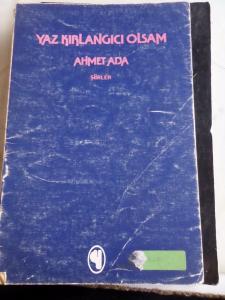 YAZ KIRLANGICI OLSAM
AHMET ADA
ŞİİRLER